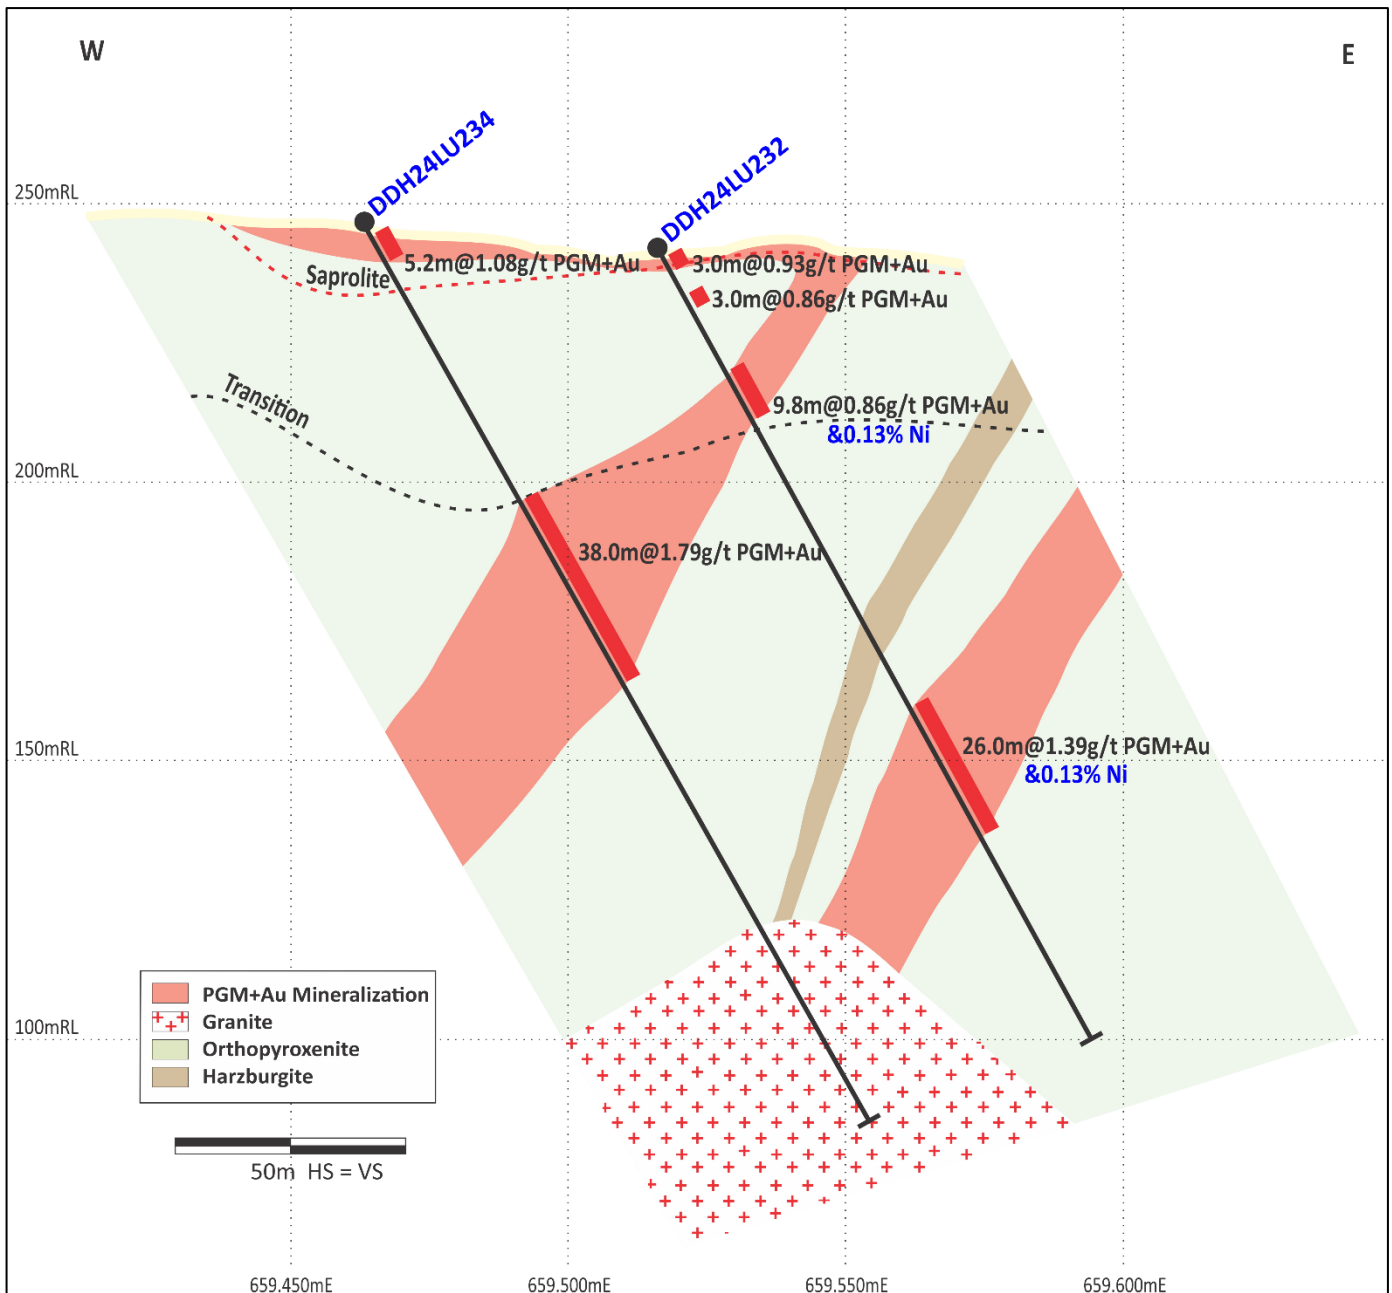 W
E
DDH24LU234
DDH24LU232
250mRL
5.2m@1.08g/t PGM+Au
3.0m@0.93g/t PGM+Au
Saprolite
3.0m@0.86g/t PGM+Au
Transition
9.8m@0.86g/t PGM+Au
&0.13% Ni
200mRL
38.0m@1.79g/t PGM+Au
150mRL
26.0m@1.39g/t PGM+Au
&0.13% Ni
100mRL
PGM+Au Mineralization
Granite
Orthopyroxenite
Harzburgite
50m HS = VS
659.450mE
659.500mE
659.550mE
659.600mE